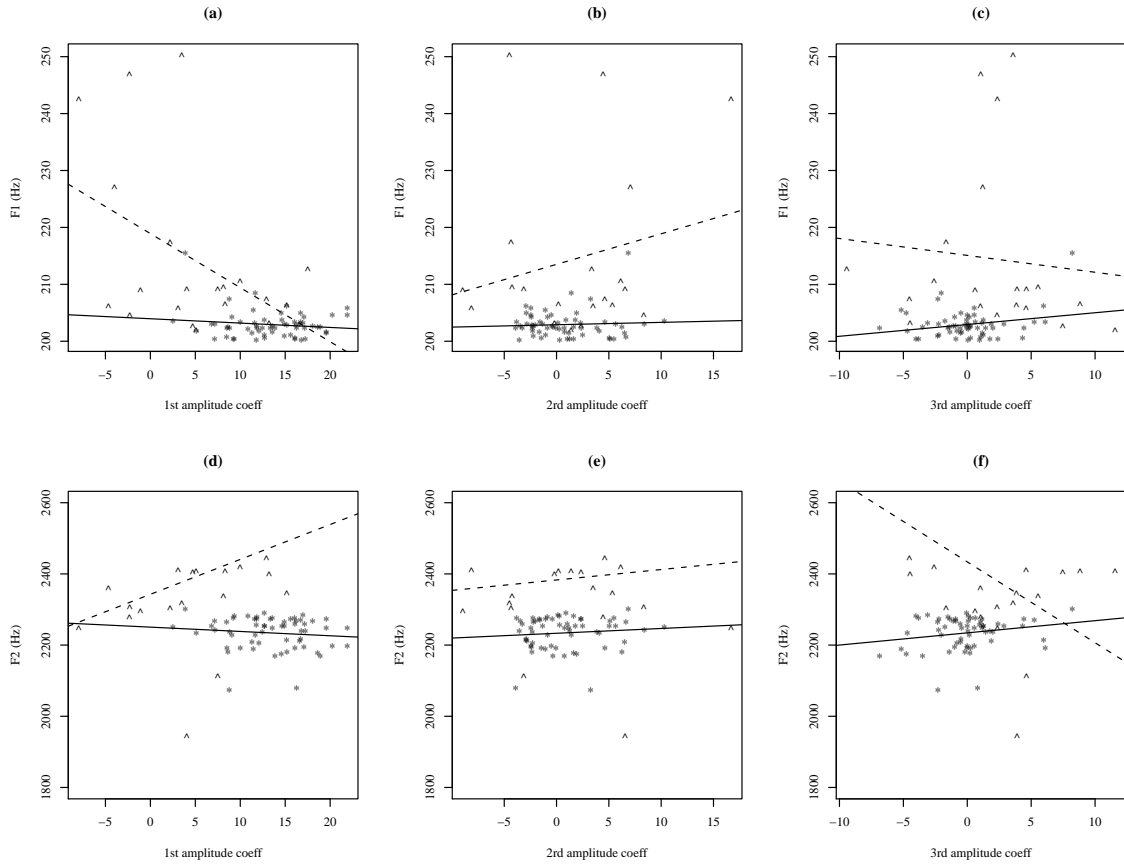 (a)
250
240
230
220
210
200
F1 (Hz)
−5 0 5 10 15 20
1st amplitude coeff
(b)
250
240
230
220
210
200
F1 (Hz)
−5 0 5 10 15
2rd amplitude coeff
(c)
250
240
230
220
210
200
F1 (Hz)
−10 −5 0 5 10
3rd amplitude coeff
(d)
2600
2400
2200
2000
1800
F2 (Hz)
−5 0 5 10 15 20
1st amplitude coeff
(e)
2600
2400
2200
2000
1800
F2 (Hz)
−5 0 5 10 15
2rd amplitude coeff
(f)
2600
2400
2200
2000
1800
F2 (Hz)
−10 −5 0 5 10
3rd amplitude coeff